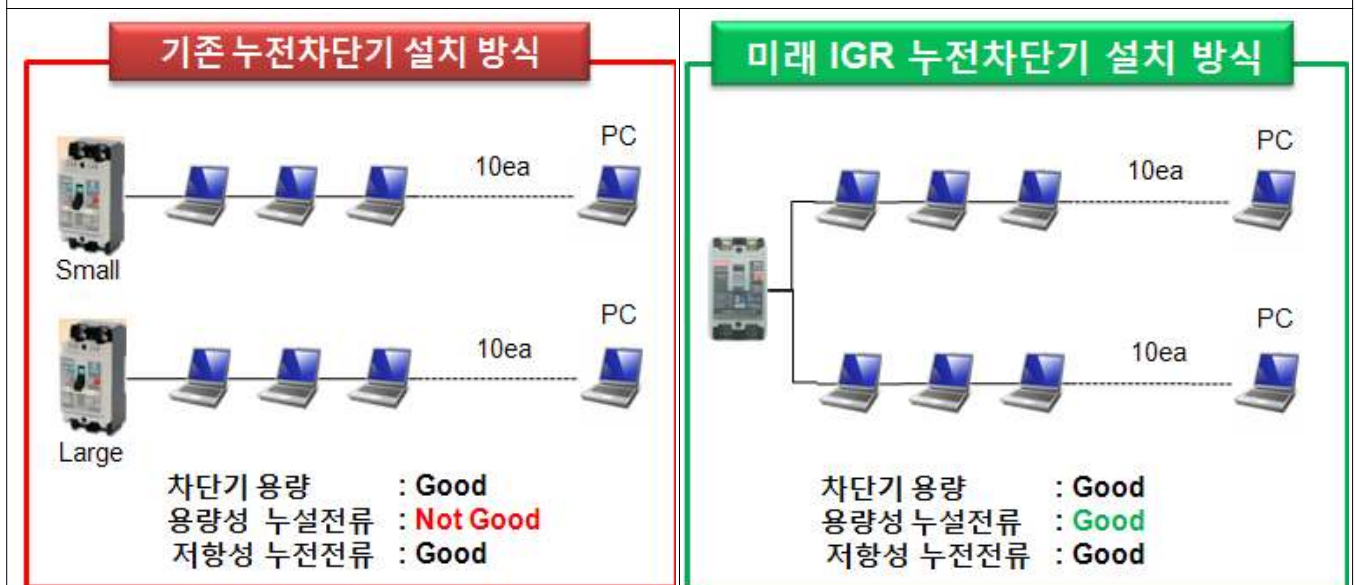 기존 누전차단기 설치 방식
PC
10ea
Small
PC
10ea
Large
차단기 용량 : Good
용량성 누설전류 : Not Good
저항성 누전전류 : Good
미래 IGR 누전차단기 설치 방식
PC
10ea
PC
10ea
차단기 용량 : Good
용량성 누설전류 : Good
저항성 누전전류 : Good